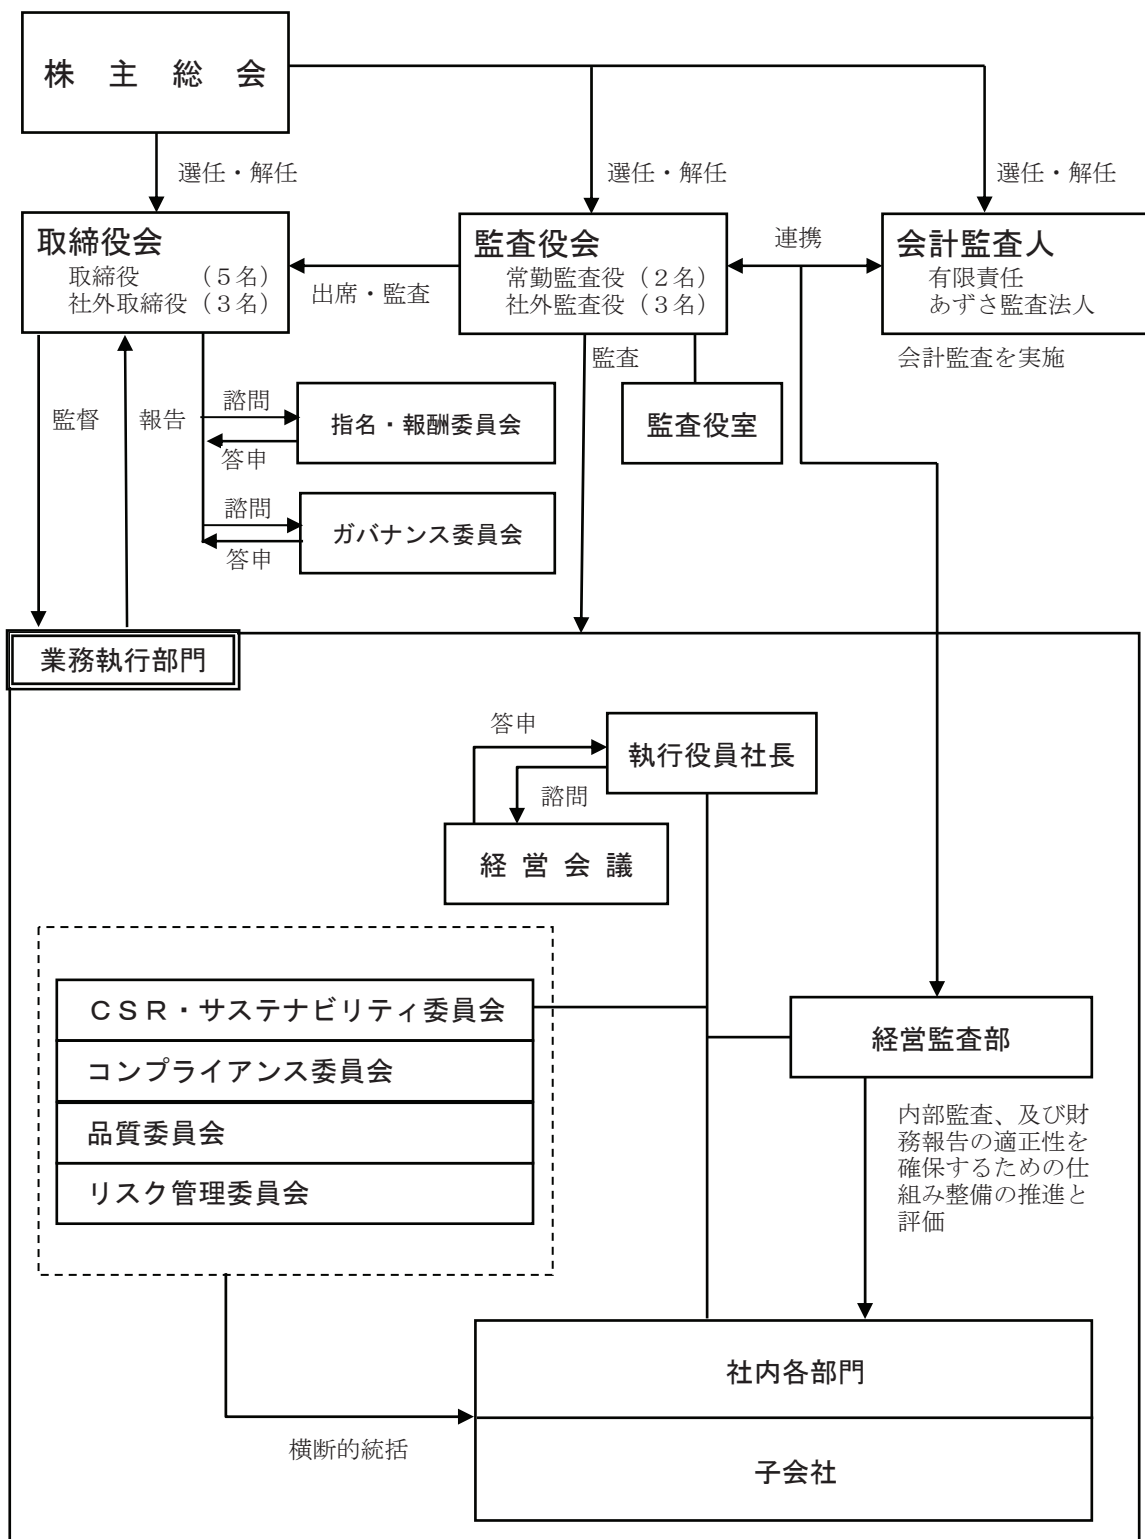 株　主　総　会
選任・解任
選任・解任
選任・解任
取締役会
取締役　　（５名）
社外取締役（３名）
出席・監査
監査役会
常勤監査役（２名）
社外監査役（３名）
連携
会計監査人
有限責任
あずさ監査法人
会計監査を実施
監督
報告
諮問
答申
指名・報酬委員会
諮問
答申
ガバナンス委員会
監査
監査役室
業務執行部門
答申
執行役員社長
諮問
経　営　会　議
ＣＳＲ・サステナビリティ委員会
コンプライアンス委員会
品質委員会
リスク管理委員会
経営監査部
内部監査、及び財
務報告の適正性を
確保するための仕
組み整備の推進と
評価
社内各部門
横断的統括
子会社